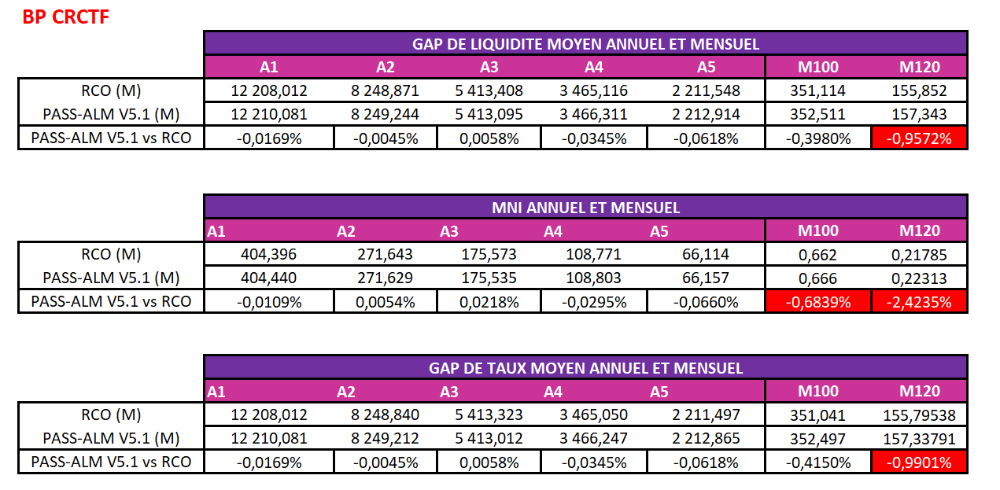 BP CRCTF
GAP DE LIQUIDITE MOYEN ANNUEL ET MENSUEL
A1 A2 A3 A4 A5 M100 M120
RCO (M) 12 208,012 8 248,871 5 413,408 3 465,116 2 211,548 351,114 155,852
PASS-ALM V5.1 (M) 12 210,081 8 249,244 5 413,095 3 466,311 2 212,914 352,511 157,343
PASS-ALM V5.1 vs RCO -0,0169% -0,0045% 0,0058% -0,0345% -0,0618% -0,3980% -0,9572%
MNI ANNUEL ET MENSUEL
A1 A2 A3 A4 A5 M100 M120
RCO (M) 404,396 271,643 175,573 108,771 66,114 0,662 0,21785
PASS-ALM V5.1 (M) 404,440 271,629 175,535 108,803 66,157 0,666 0,22313
PASS-ALM V5.1 vs RCO -0,0109% 0,0054% 0,0218% -0,0295% -0,0660% -0,6839% -2,4235%
GAP DE TAUX MOYEN ANNUEL ET MENSUEL
A1 A2 A3 A4 A5 M100 M120
RCO (M) 12 208,012 8 248,840 5 413,323 3 465,050 2 211,497 351,041 155,79538
PASS-ALM V5.1 (M) 12 210,081 8 249,212 5 413,012 3 466,247 2 212,865 352,497 157,33791
PASS-ALM V5.1 vs RCO -0,0169% -0,0045% 0,0058% -0,0345% -0,0618% -0,4150% -0,9901%